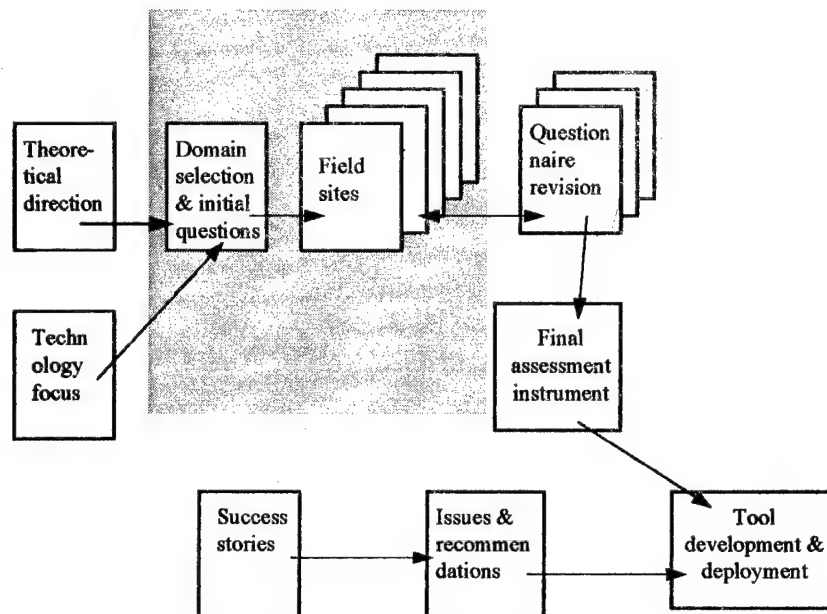 Theore-
tical
direction
Domain
selection
& initial
questions
Field
sites
Question
naire
revision
Techn
ology
focus
Final
assessment
instrument
Success
stories
Issues &
recommen
dations
Tool
development &
deployment